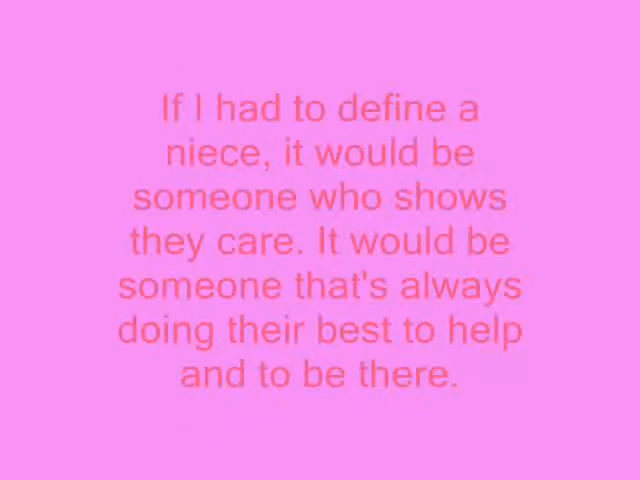 If I had to define a
niece, it would be
someone who shows
they care. It would be
someone that's always
doing their best to help
and to be there.